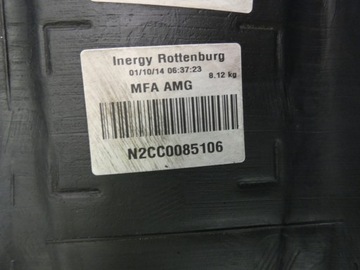 Inergy Rottenburg
01/10/14 06:37:23 8.12 kg
MFA AMG
N2CC0085106